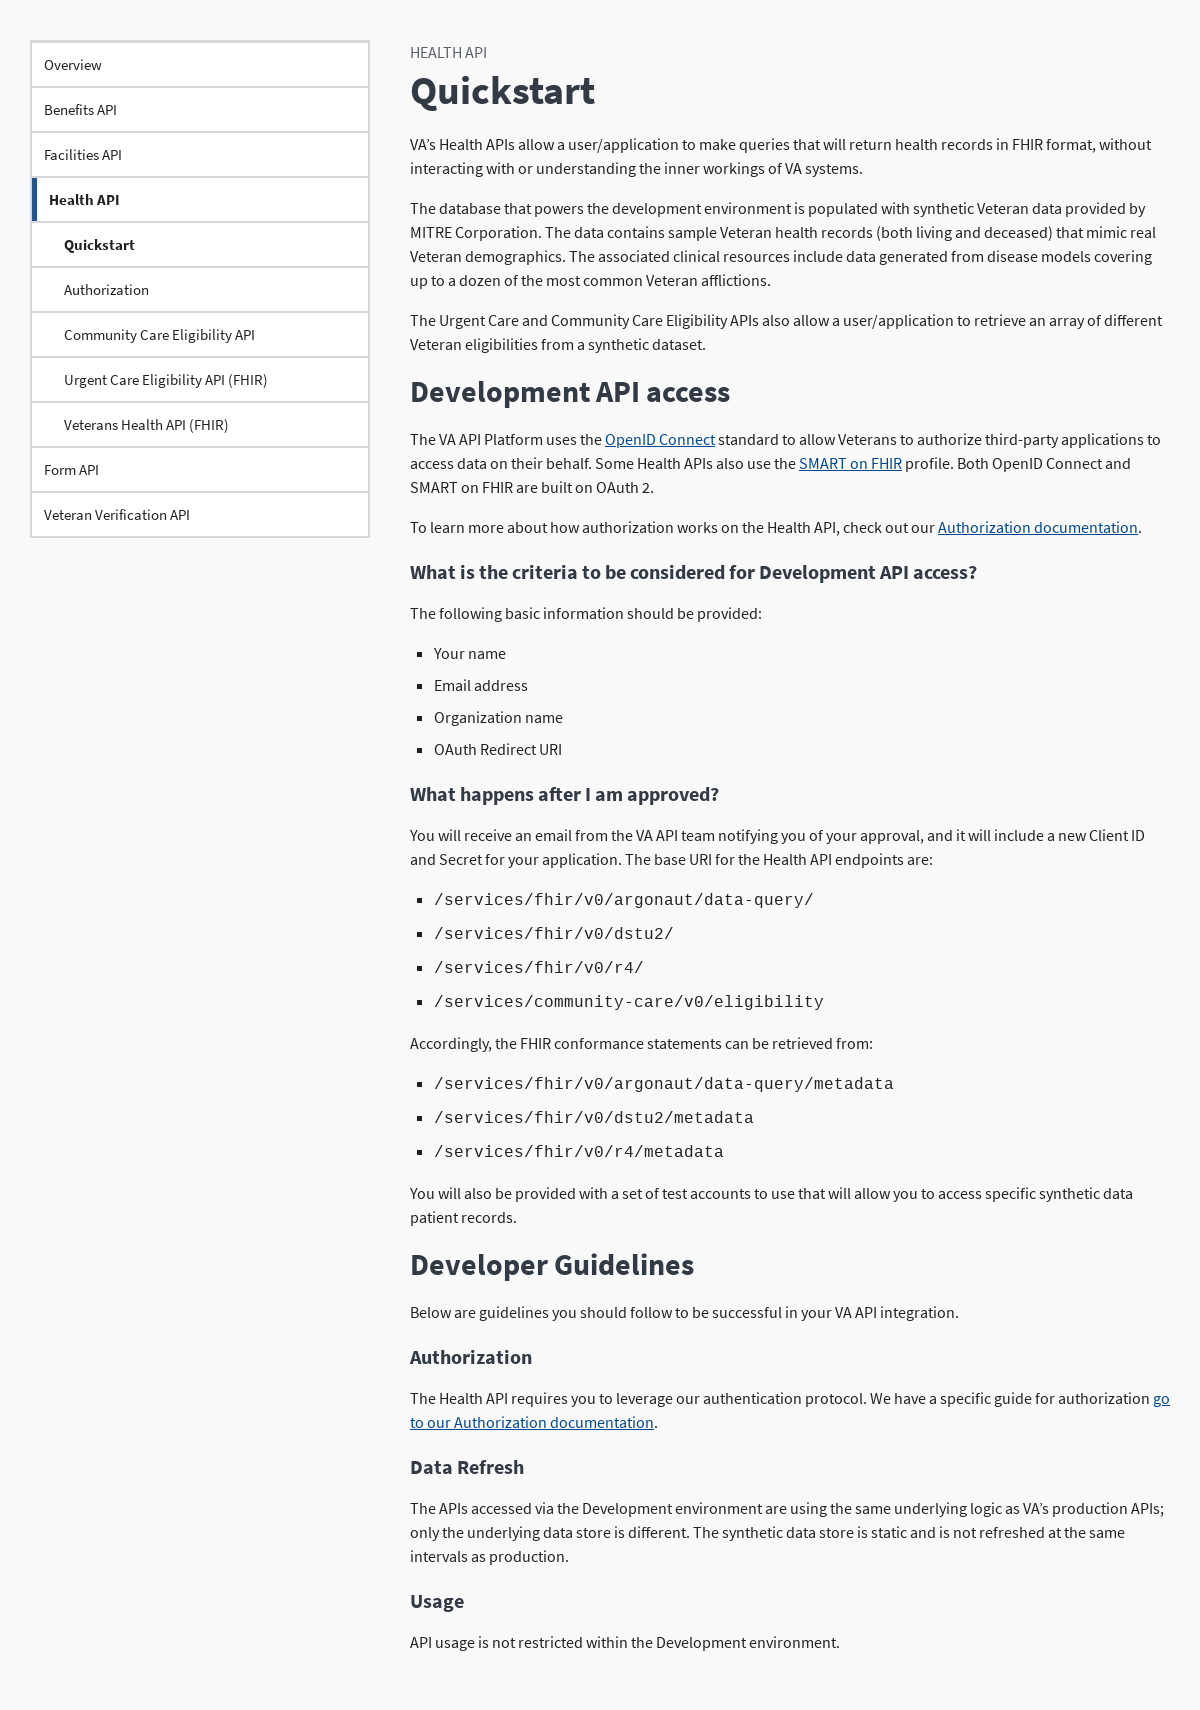 Overview
Benefits API
Facilities API
Health API
Quickstart
Authorization
Community Care Eligibility API
Urgent Care Eligibility API (FHIR)
Veterans Health API (FHIR)
Form API
Veteran Verification API
HEALTH API
Quickstart
VA’s Health APIs allow a user/application to make queries that will return health records in FHIR format, without
interacting with or understanding the inner workings of VA systems.
The database that powers the development environment is populated with synthetic Veteran data provided by
MITRE Corporation. The data contains sample Veteran health records (both living and deceased) that mimic real
Veteran demographics. The associated clinical resources include data generated from disease models covering
up to a dozen of the most common Veteran afflictions.
The Urgent Care and Community Care Eligibility APIs also allow a user/application to retrieve an array of different
Veteran eligibilities from a synthetic dataset.
Development API access
The VA API Platform uses the OpenID Connect standard to allow Veterans to authorize third-party applications to
access data on their behalf. Some Health APIs also use the SMART on FHIR profile. Both OpenID Connect and
SMART on FHIR are built on OAuth 2.
To learn more about how authorization works on the Health API, check out our Authorization documentation.
What is the criteria to be considered for Development API access?
The following basic information should be provided:
Your name
Email address
Organization name
OAuth Redirect URI
What happens after I am approved?
You will receive an email from the VA API team notifying you of your approval, and it will include a new Client ID
and Secret for your application. The base URI for the Health API endpoints are:
/services/fhir/v0/argonaut/data-query/
/services/fhir/v0/dstu2/
/services/fhir/v0/r4/
/services/community-care/v0/eligibility
Accordingly, the FHIR conformance statements can be retrieved from:
/services/fhir/v0/argonaut/data-query/metadata
/services/fhir/v0/dstu2/metadata
/services/fhir/v0/r4/metadata
You will also be provided with a set of test accounts to use that will allow you to access specific synthetic data
patient records.
Developer Guidelines
Below are guidelines you should follow to be successful in your VA API integration.
Authorization
The Health API requires you to leverage our authentication protocol. We have a specific guide for authorization go
to our Authorization documentation.
Data Refresh
The APIs accessed via the Development environment are using the same underlying logic as VA’s production APIs;
only the underlying data store is different. The synthetic data store is static and is not refreshed at the same
intervals as production.
Usage
API usage is not restricted within the Development environment.